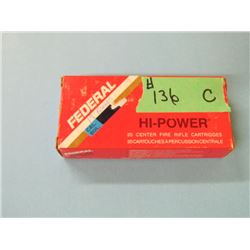 # 136 C
FEDERAL
HI-POWER
20 CENTER FIRE RIFLE CARTRIDGES
20 CARTOUCHES A PERCUSSION CENTRALE